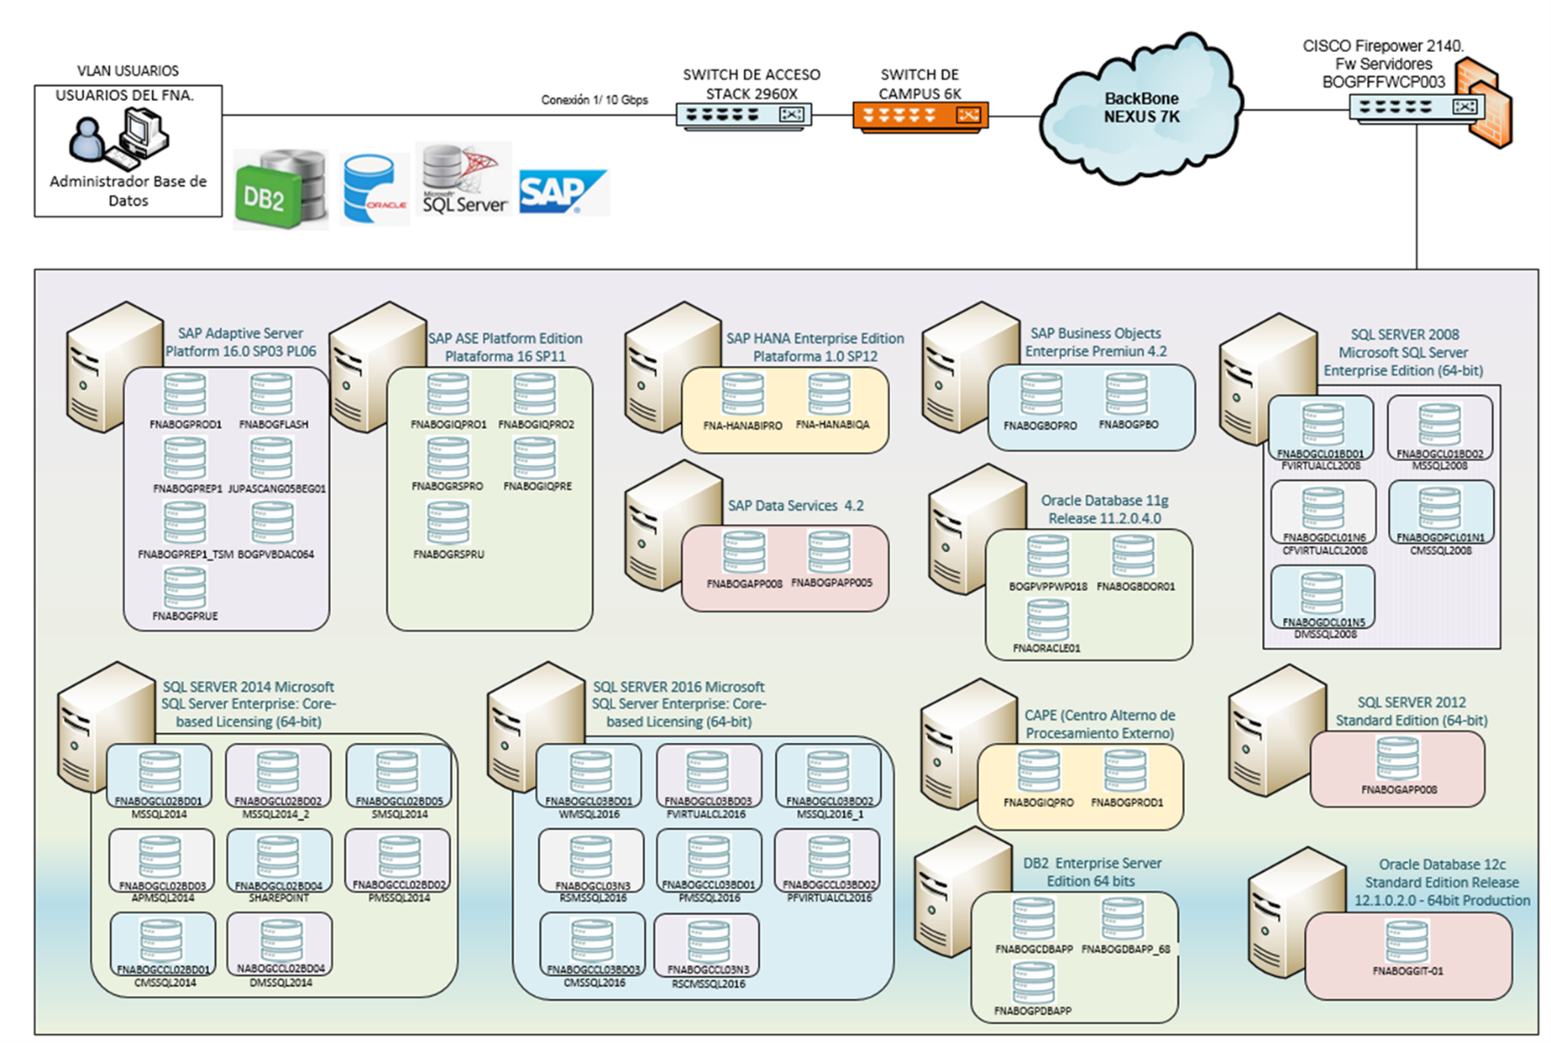 VLAN USUARIOS
USUARIOS DEL FNA.
Administrador Base de
Datos
DB2
ORACLE
Microsoft
SQL Server
SAP
Conexión 1/ 10 Gbps
SWITCH DE ACCESO
STACK 2960X
SWITCH DE
CAMPUS 6K
BackBone
NEXUS 7K
CISCO Firepower 2140.
Fw Servidores
BOGPFFWCP003
SAP Adaptive Server
Platform 16.0 SP03 PL06
FNABOGPROD1
FNABOGFLASH
FNABOGPREP1
JUPASCANG05BEG01
FNABOGPREP1_TSM
BOGPVBDAC064
FNABOGPRUE
SAP ASE Platform Edition
Plataforma 16 SP11
FNABOGIQPRO1
FNABOGIQPRO2
FNABOGRSPRO
FNABOGIQPRE
FNABOGRSPRU
SAP HANA Enterprise Edition
Plataforma 1.0 SP12
FNA-HANABIPRO
FNA-HANABIQA
SAP Business Objects
Enterprise Premiun 4.2
FNABOGBOPRO
FNABOGPBO
SQL SERVER 2008
Microsoft SQL Server
Enterprise Edition (64-bit)
FNABOGCL01BD01
FVIRTUALCL2008
FNABOGCL01BD02
MSSQL2008
FNABOGDCL01N6
CFVIRTUALCL2008
FNABOGDPCL01N1
CMSSQL2008
FNABOGDCL01N5
DMSSQL2008
SAP Data Services 4.2
FNABOGAPP008
FNABOGPAPP005
Oracle Database 11g
Release 11.2.0.4.0
BOGPVPPWP018
FNABOGBDOR01
FNAORACLE01
SQL SERVER 2014 Microsoft
SQL Server Enterprise: Core-
based Licensing (64-bit)
FNABOGCL02BD01
MSSQL2014
FNABOGCL02BD02
MSSQL2014_2
FNABOGCL02BD05
SMSQL2014
FNABOGCL02BD03
APMSQL2014
FNABOGCL02BD04
SHAREPOINT
FNABOGCCL02BD02
PMSSQL2014
FNABOGCCL02BD01
CMSSQL2014
NABOGCCL02BD04
DMSSQL2014
SQL SERVER 2016 Microsoft
SQL Server Enterprise: Core-
based Licensing (64-bit)
FNABOGCL03BD01
WMSQL2016
FNABOGCL03BD03
FVIRTUALCL2016
FNABOGCL03BD02
MSSQL2016_1
FNABOGCL03N3
RSMSSQL2016
FNABOGCCL03BD01
PMSSQL2016
FNABOGCCL03BD02
PFVIRTUALCL2016
FNABOGCCL03BD03
CMSSQL2016
FNABOGCCL03N3
RSCMSSQL2016
CAPE (Centro Alterno de
Procesamiento Externo)
FNABOGIQPRO
FNABOGPROD1
SQL SERVER 2012
Standard Edition (64-bit)
FNABOGAPP008
DB2 Enterprise Server
Edition 64 bits
FNABOGCDBAPP
FNABOGDBAPP_68
FNABOGPDBAPP
Oracle Database 12c
Standard Edition Release
12.1.0.2.0 - 64bit Production
FNABOGGIT-01